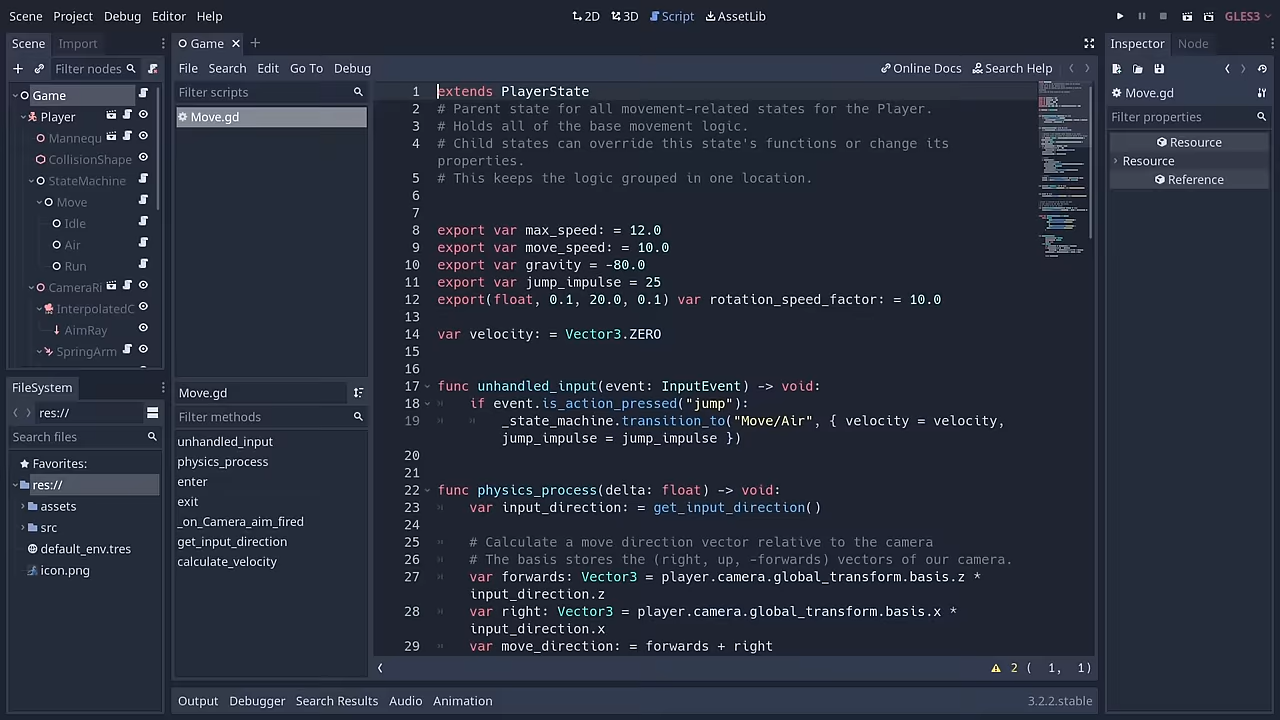 Scene Project Debug Editor Help
2D 3D Script AssetLib
GLES3
Scene Import
Filter nodes
Game
Player
Mannequ
CollisionShape
StateMachine
Move
Idle
Air
Run
CameraRi
InterpolatedC
AimRay
SpringArm
FileSystem
res://
Search files
Favorites:
res://
assets
src
default_env.tres
icon.png
Game
File Search Edit Go To Debug
Online Docs Search Help
Filter scripts
Move.gd
Move.gd
Filter methods
unhandled_input
physics_process
enter
exit
_on_Camera_aim_fired
get_input_direction
calculate_velocity
1 extends PlayerState
2 # Parent state for all movement-related states for the Player.
3 # Holds all of the base movement logic.
4 # Child states can override this state's functions or change its
properties.
5 # This keeps the logic grouped in one location.
6
7
8 export var max_speed: = 12.0
9 export var move_speed: = 10.0
10 export var gravity = -80.0
11 export var jump_impulse = 25
12 export(float, 0.1, 20.0, 0.1) var rotation_speed_factor: = 10.0
13
14 var velocity: = Vector3.ZERO
15
16
17 func unhandled_input(event: InputEvent) -> void:
18 if event.is_action_pressed("jump"):
19 _state_machine.transition_to("Move/Air", { velocity = velocity,
jump_impulse = jump_impulse })
20
21
22 func physics_process(delta: float) -> void:
23 var input_direction: = get_input_direction()
24
25 # Calculate a move direction vector relative to the camera
26 # The basis stores the (right, up, -forwards) vectors of our camera.
27 var forwards: Vector3 = player.camera.global_transform.basis.z *
input_direction.z
28 var right: Vector3 = player.camera.global_transform.basis.x *
input_direction.x
29 var move_direction: = forwards + right
2 ( 1, 1)
Output Debugger Search Results Audio Animation
3.2.2.stable
Inspector Node
Move.gd
Filter properties
Resource
Resource
Reference